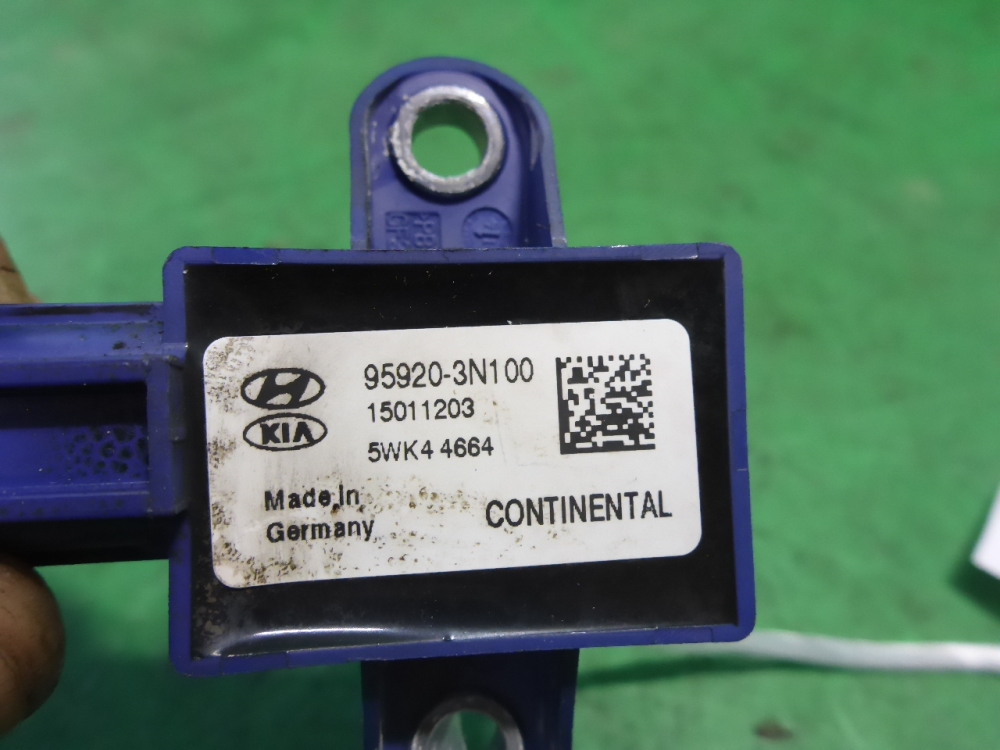 95920-3N100
15011203
KIA
5WK4 4664
Made in
Germany
CONTINENTAL